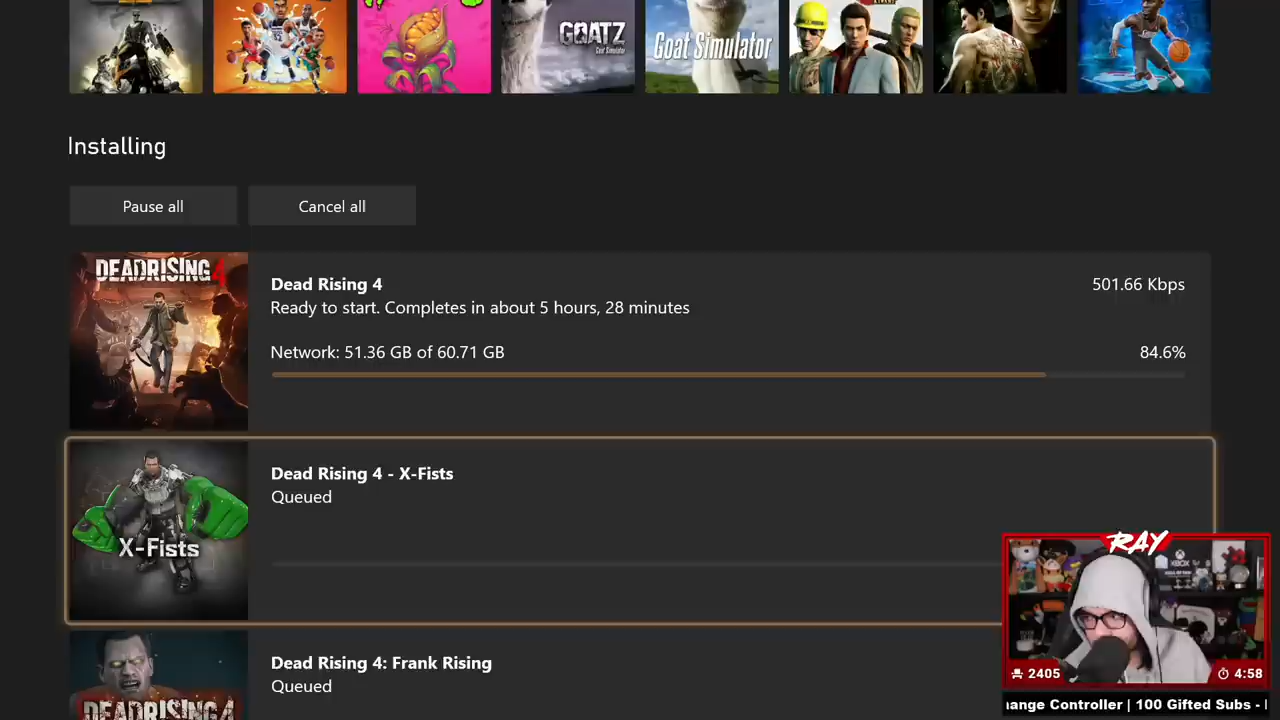 GOATZ
Goat Simulator
Goat Simulator
Installing
Pause all
Cancel all
DEADRISING 4
Dead Rising 4
501.66 Kbps
Ready to start. Completes in about 5 hours, 28 minutes
Network: 51.36 GB of 60.71 GB
84.6%
X-Fists
Dead Rising 4 - X-Fists
Queued
DEADRISING 4
Dead Rising 4: Frank Rising
Queued
RAY
XBOX
2405
4:58
ange Controller | 100 Gifted Subs -